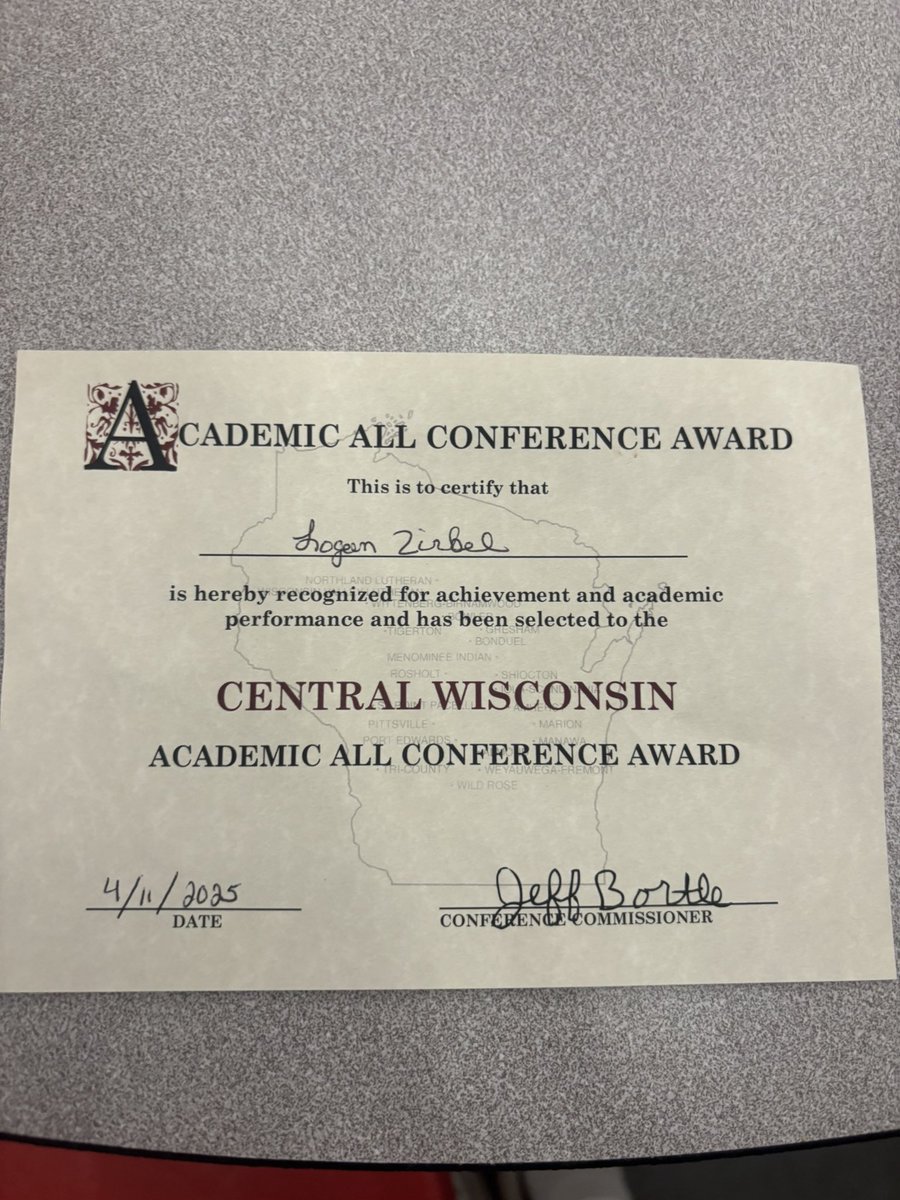 ACADEMIC ALL CONFERENCE AWARD
This is to certify that
Logan Zirbel
NORTHLAND LUTHERAN
is hereby recognized for achievement and academic
WITTENBERG-BIRNAMWOOD
performance and has been selected to the
TIGERTON GRESHAM
BONDUEL
MENOMINEE INDIAN
ROSHOLT SHIOCTON
CENTRAL WISCONSIN
PITTSVILLE MARION
PORT EDWARDS MANAWA
ACADEMIC ALL CONFERENCE AWARD
TRI-COUNTY WEYAUWEGA-FREMONT
WILD ROSE
4/11/2025 Jeff Bortle
DATE CONFERENCE COMMISSIONER